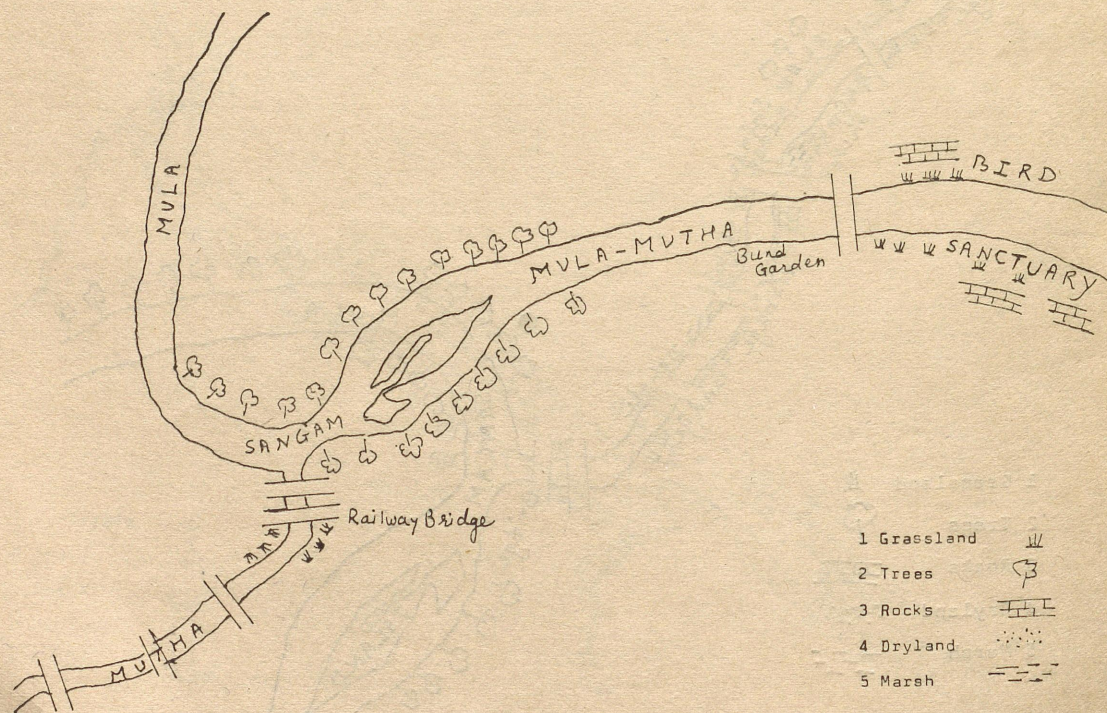 MULA
BIRD
MULA-MUTHA
Bund
Garden
SANCTUARY
SANGAM
Railway Bridge
MUTHA
1 Grassland
2 Trees
3 Rocks
4 Dryland
5 Marsh